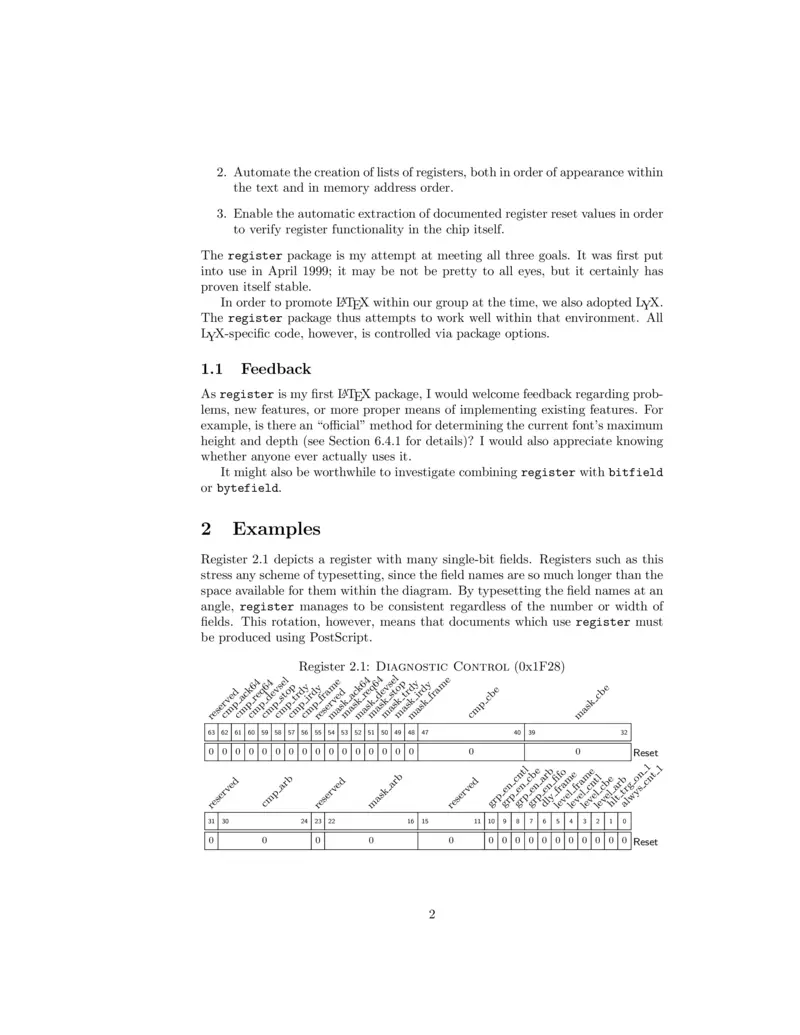 2. Automate the creation of lists of registers, both in order of appearance within
the text and in memory address order.
3. Enable the automatic extraction of documented register reset values in order
to verify register functionality in the chip itself.
The register package is my attempt at meeting all three goals. It was first put
into use in April 1999; it may be not be pretty to all eyes, but it certainly has
proven itself stable.
In order to promote LATEX within our group at the time, we also adopted LYX.
The register package thus attempts to work well within that environment. All
LYX-specific code, however, is controlled via package options.
1.1 Feedback
As register is my first LATEX package, I would welcome feedback regarding prob-
lems, new features, or more proper means of implementing existing features. For
example, is there an “official” method for determining the current font’s maximum
height and depth (see Section 6.4.1 for details)? I would also appreciate knowing
whether anyone ever actually uses it.
It might also be worthwhile to investigate combining register with bitfield
or bytefield.
2 Examples
Register 2.1 depicts a register with many single-bit fields. Registers such as this
stress any scheme of typesetting, since the field names are so much longer than the
space available for them within the diagram. By typesetting the field names at an
angle, register manages to be consistent regardless of the number or width of
fields. This rotation, however, means that documents which use register must
be produced using PostScript.
Register 2.1: Diagnostic Control (0x1F28)
reserved cmp_ack64 cmp_req64 cmp_devsel cmp_stop cmp_trdy cmp_irdy cmp_frame reserved mask_ack64 mask_req64 mask_devsel mask_stop mask_trdy mask_irdy mask_frame cmp_cbe mask_cbe
63 62 61 60 59 58 57 56 55 54 53 52 51 50 49 48 47 40 39 32
0 0 0 0 0 0 0 0 0 0 0 0 0 0 0 0 0 0 Reset
reserved cmp_arb reserved mask_arb reserved grp_en_cntl grp_en_cbe grp_en_arb grp_en_fifo dly_frame level_frame level_cntl level_cbe level_arb hlt_trg_on_1 alwys_cnt_1
31 30 24 23 22 16 15 11 10 9 8 7 6 5 4 3 2 1 0
0 0 0 0 0 0 0 0 0 0 0 0 0 0 0 0 Reset
2